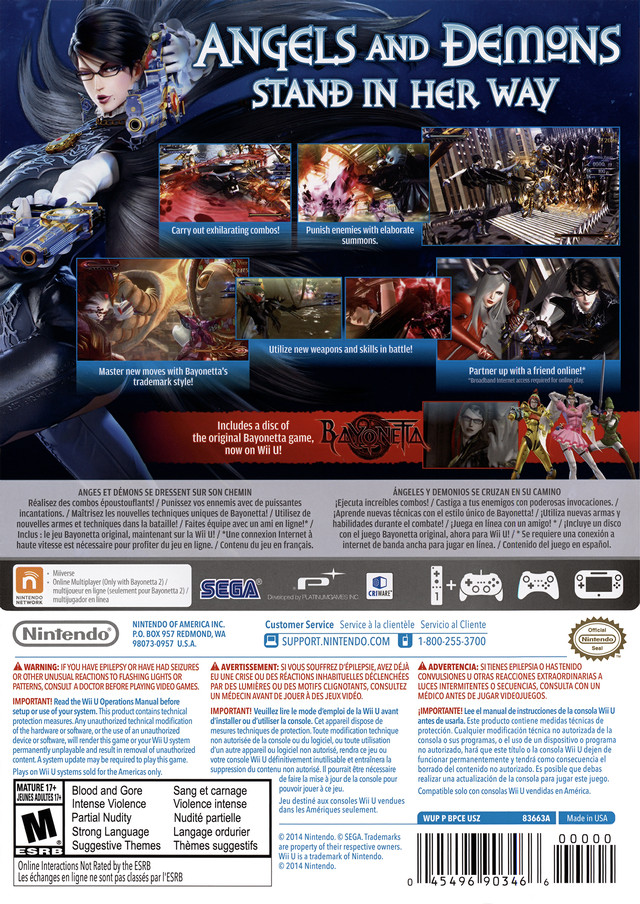 ANGELS AND DEMONS
STAND IN HER WAY
Carry out exhilarating combos!
Punish enemies with elaborate
summons.
Master new moves with Bayonetta's
trademark style!
Utilize new weapons and skills in battle!
Partner up with a friend online!*
*Broadband Internet access required for online play.
Includes a disc of
the original Bayonetta game,
now on Wii U!
BAYONETTA
ANGES ET DÉMONS SE DRESSENT SUR SON CHEMIN
Réalisez des combos époustouflants! / Punissez vos ennemis avec de puissantes
incantations. / Maîtrisez les nouvelles techniques uniques de Bayonetta! / Utilisez de
nouvelles armes et techniques dans la bataille! / Faites équipe avec un ami en ligne!* /
Inclus : le jeu Bayonetta original, maintenant sur la Wii U! / *Une connexion Internet à
haute vitesse est nécessaire pour profiter du jeu en ligne. / Contenu du jeu en français.
ÁNGELES Y DEMONIOS SE CRUZAN EN SU CAMINO
¡Ejecuta increíbles combos! / Castiga a tus enemigos con poderosas invocaciones. /
¡Aprende nuevas técnicas con el estilo único de Bayonetta! / ¡Utiliza nuevas armas y
habilidades durante el combate! / ¡Juega en línea con un amigo! * / ¡Incluye un disco
con el juego Bayonetta original, ahora para Wii U! / * Se requiere una conexión a
internet de banda ancha para jugar en línea. / Contenido del juego en español.
NINTENDO
NETWORK
• Miiverse
• Online Multiplayer (Only with Bayonetta 2) /
multijoueur en ligne (seulement pour Bayonetta 2) /
multijugador en línea
SEGA
Developed by PLATINUMGAMES INC.
CRIWARE
1
+
Nintendo
NINTENDO OF AMERICA INC.
P.O. BOX 957 REDMOND, WA
98073-0957 U.S.A.
Customer Service Service à la clientèle Servicio al Cliente
SUPPORT.NINTENDO.COM 1-800-255-3700
Official
Nintendo
Seal
WARNING: IF YOU HAVE EPILEPSY OR HAVE HAD SEIZURES
OR OTHER UNUSUAL REACTIONS TO FLASHING LIGHTS OR
PATTERNS, CONSULT A DOCTOR BEFORE PLAYING VIDEO GAMES.
IMPORTANT! Read the Wii U Operations Manual before
setup or use of your system. This product contains technical
protection measures. Any unauthorized technical modification
of the hardware or software, or the use of an unauthorized
device or software, will render this game or your Wii U system
permanently unplayable and result in removal of unauthorized
content. A system update may be required to play this game.
Plays on Wii U systems sold for the Americas only.
AVERTISSEMENT: SI VOUS SOUFFREZ D'ÉPILEPSIE, AVEZ DÉJÀ
EU UNE CRISE OU DES RÉACTIONS INHABITUELLES DÉCLENCHÉES
PAR DES LUMIÈRES OU DES MOTIFS CLIGNOTANTS, CONSULTEZ
UN MÉDECIN AVANT DE JOUER À DES JEUX VIDÉO.
IMPORTANT! Veuillez lire le mode d'emploi de la Wii U avant
d'installer ou d'utiliser la console. Cet appareil dispose de
mesures techniques de protection. Toute modification technique
non autorisée de la console ou du logiciel, ou toute utilisation
d'un autre appareil ou logiciel non autorisé, rendra ce jeu ou
votre console Wii U définitivement inutilisable et entraînera la
suppression du contenu non autorisé. Il pourrait être nécessaire
de faire la mise à jour de la console pour
pouvoir jouer à ce jeu.
Jeu destiné aux consoles Wii U vendues
dans les Amériques seulement.
ADVERTENCIA: SI TIENES EPILEPSIA O HAS TENIDO
CONVULSIONES U OTRAS REACCIONES EXTRAORDINARIAS A
LUCES INTERMITENTES O SECUENCIAS, CONSULTA CON UN
MÉDICO ANTES DE JUGAR VIDEOJUEGOS.
¡IMPORTANTE! Lee el manual de instrucciones de la consola Wii U
antes de usarla. Este producto contiene medidas técnicas de
protección. Cualquier modificación técnica no autorizada de la
consola o sus programas, o el uso de un dispositivo o programa
no autorizado, hará que este título o la consola Wii U dejen de
funcionar permanentemente y tendrá como consecuencia el
borrado del contenido no autorizado. Es posible que debas
realizar una actualización de la consola para jugar este juego.
Compatible solo con consolas Wii U vendidas en América.
MATURE 17+
JEUNES ADULTES 17+
M
ESRB
Blood and Gore
Intense Violence
Partial Nudity
Strong Language
Suggestive Themes
Sang et carnage
Violence intense
Nudité partielle
Langage ordurier
Thèmes suggestifs
Online Interactions Not Rated by the ESRB
Les échanges en ligne ne sont pas classés par l'ESRB
© 2014 Nintendo. © SEGA. Trademarks
are property of their respective owners.
Wii U is a trademark of Nintendo.
© 2014 Nintendo.
WUP P BPCE USZ 83663A Made in USA
00000
0 45496 90346 6